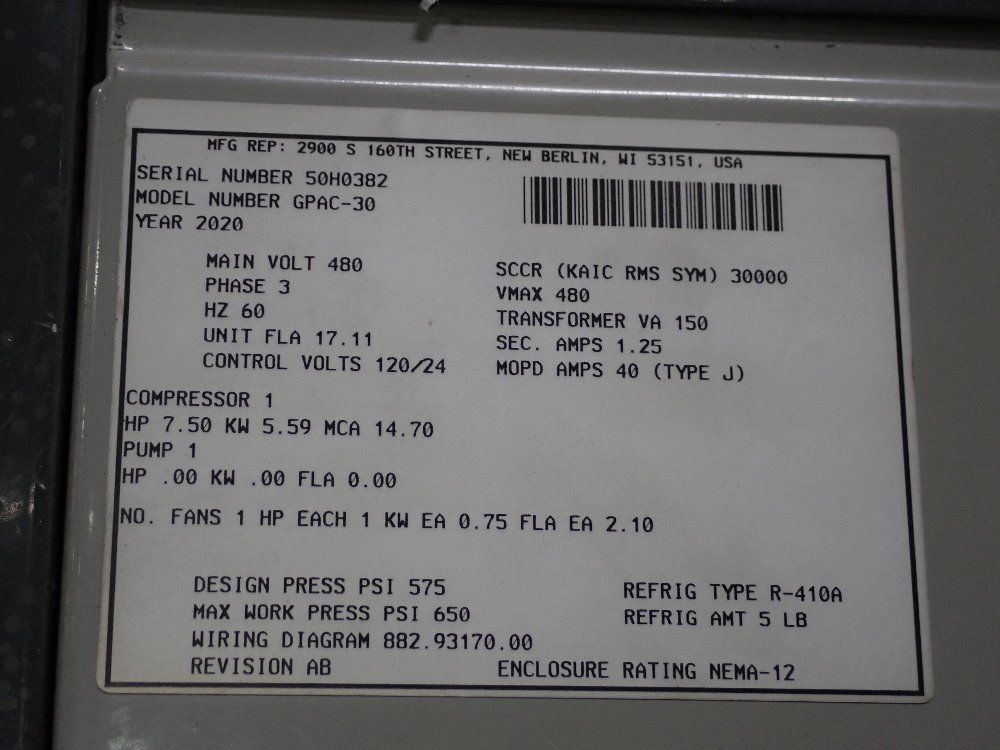 MFG REP: 2900 S 160TH STREET, NEW BERLIN, WI 53151, USA
SERIAL NUMBER 50H0382
MODEL NUMBER GPAC-30
YEAR 2020
MAIN VOLT 480
PHASE 3
HZ 60
UNIT FLA 17.11
CONTROL VOLTS 120/24
SCCR (KAIC RMS SYM) 30000
VMAX 480
TRANSFORMER VA 150
SEC. AMPS 1.25
MOPD AMPS 40 (TYPE J)
COMPRESSOR 1
HP 7.50 KW 5.59 MCA 14.70
PUMP 1
HP .00 KW .00 FLA 0.00
NO. FANS 1 HP EACH 1 KW EA 0.75 FLA EA 2.10
DESIGN PRESS PSI 575
MAX WORK PRESS PSI 650
WIRING DIAGRAM 882.93170.00
REVISION AB
REFRIG TYPE R-410A
REFRIG AMT 5 LB
ENCLOSURE RATING NEMA-12